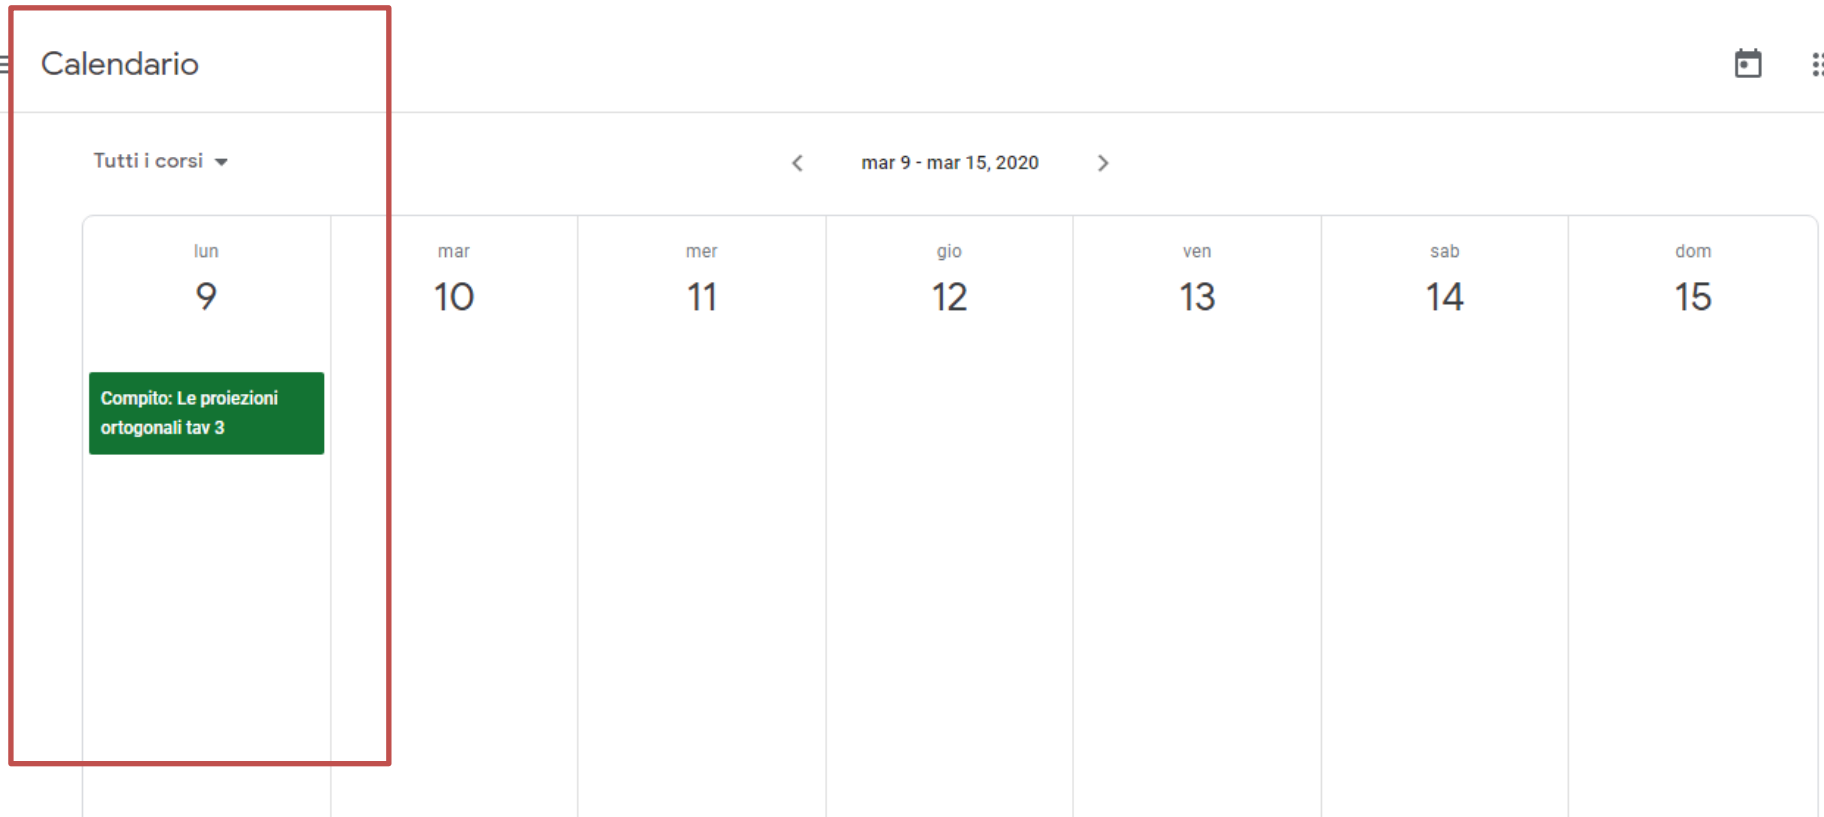 Calendario
Tutti i corsi
mar 9 - mar 15, 2020
lun
mar
mer
gio
ven
sab
dom
9
10
11
12
13
14
15
Compito: Le proiezioni
ortogonali tav 3